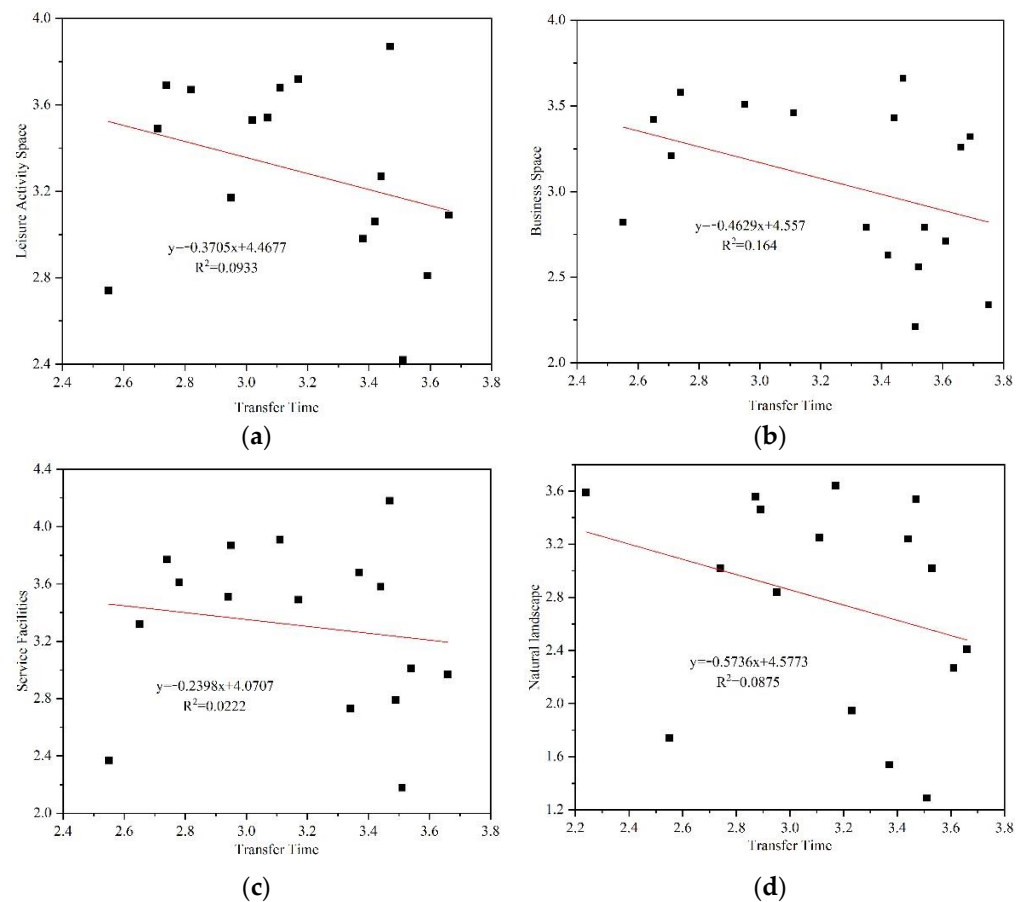 4.0
3.6
3.2
2.8
2.4
Leisure Activity Space
y=-0.3705x+4.4677
R²=0.0933
2.4 2.6 2.8 3.0 3.2 3.4 3.6 3.8
Transfer Time
(a)
4.0
3.5
3.0
2.5
2.0
Business Space
y=-0.4629x+4.557
R²=0.164
2.4 2.6 2.8 3.0 3.2 3.4 3.6 3.8
Transfer Time
(b)
4.4
4.0
3.6
3.2
2.8
2.4
2.0
Service Facilities
y=-0.2398x+4.0707
R²=0.0222
2.4 2.6 2.8 3.0 3.2 3.4 3.6 3.8
Transfer Time
(c)
3.6
3.2
2.8
2.4
2.0
1.6
1.2
Natural landscape
y=-0.5736x+4.5773
R²=0.0875
2.2 2.4 2.6 2.8 3.0 3.2 3.4 3.6 3.8
Transfer Time
(d)